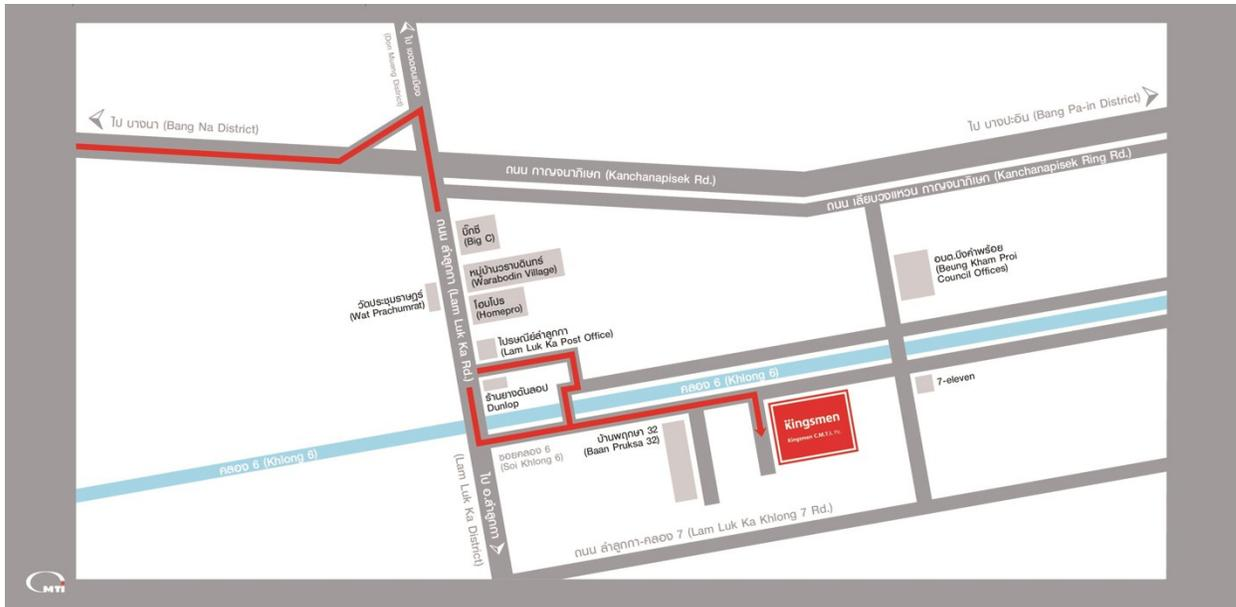 ไป ดอนเมือง
(Don Muang District)
ไป บางนา (Bang Na District)
ไป บางปะอิน (Bang Pa-in District)
ถนน กาญจนาภิเษก (Kanchanapisek Rd.)
ถนน เลียบวงแหวน กาญจนาภิเษก (Kanchanapisek Ring Rd.)
ถนน ลำลูกกา (Lam Luk Ka Rd.)
บิ๊กซี
(Big C)
หมู่บ้านวราบดินทร์
(Warabodin Village)
โฮมโปร
(Homepro)
วัดประชุมราษฎร์
(Wat Prachumrat)
อบต.บึงคำพร้อย
(Beung Kham Proi
Council Offices)
ไปรษณีย์ลำลูกกา
(Lam Luk Ka Post Office)
ร้านยางดันลอป
Dunlop
คลอง 6 (Khlong 6)
7-eleven
Kingsmen
Kingsmen C.M.T.I. Plc.
บ้านพฤกษา 32
(Baan Pruksa 32)
ซอยคลอง 6
(Soi Khlong 6)
คลอง 6 (Khlong 6)
ไป อ.ลำลูกกา
(Lam Luk Ka District)
ถนน ลำลูกกา-คลอง 7 (Lam Luk Ka Khlong 7 Rd.)
CMTi